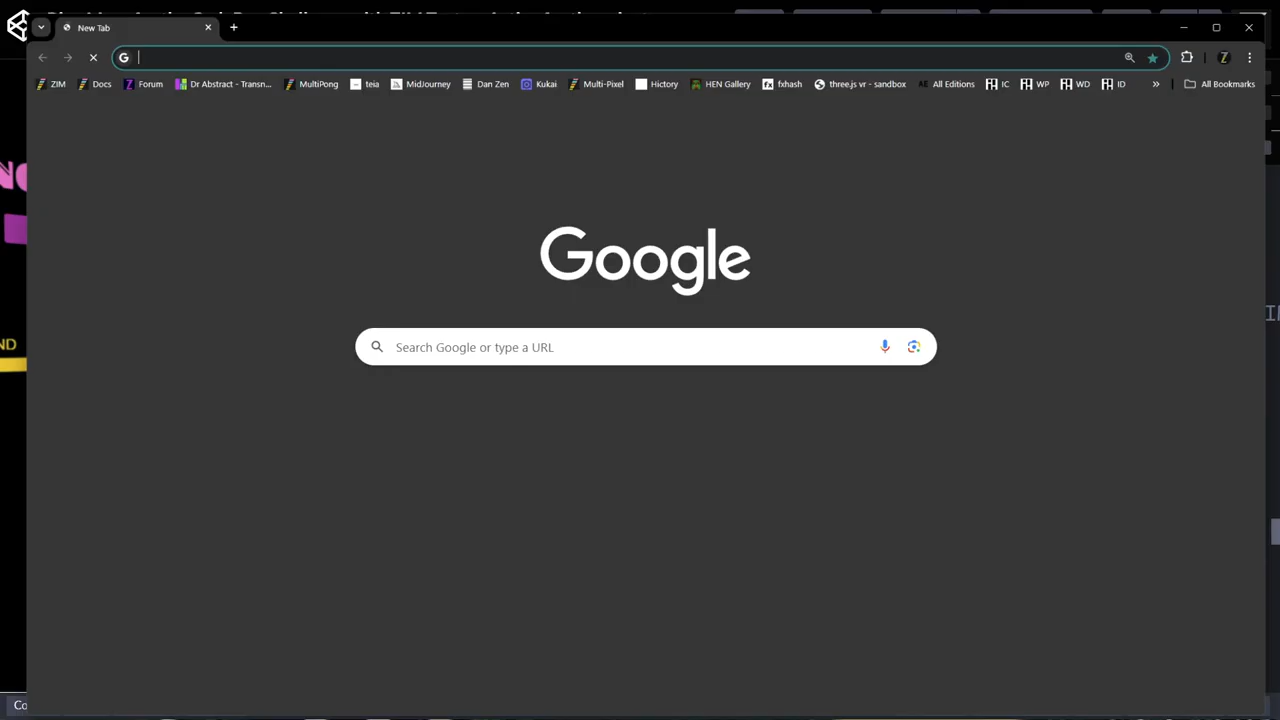 New Tab
ZIM Docs Forum Dr Abstract - Transn... MultiPong teia MidJourney Dan Zen Kukai Multi-Pixel Hictory HEN Gallery fxhash three.js vr - sandbox All Editions IC WP WD ID » All Bookmarks
Google
Search Google or type a URL
ND
Co